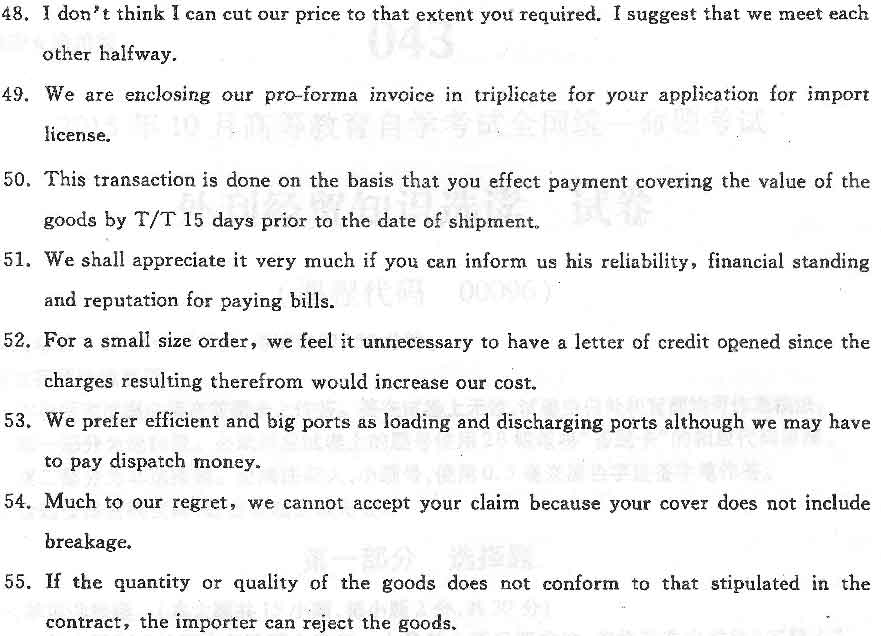 48. I don't think I can cut our price to that extent you required. I suggest that we meet each
other halfway.
49. We are enclosing our pro-forma invoice in triplicate for your application for import
license.
50. This transaction is done on the basis that you effect payment covering the value of the
goods by T/T 15 days prior to the date of shipment.
51. We shall appreciate it very much if you can inform us his reliability, financial standing
and reputation for paying bills.
52. For a small size order, we feel it unnecessary to have a letter of credit opened since the
charges resulting therefrom would increase our cost.
53. We prefer efficient and big ports as loading and discharging ports although we may have
to pay dispatch money.
54. Much to our regret, we cannot accept your claim because your cover does not include
breakage.
55. If the quantity or quality of the goods does not conform to that stipulated in the
contract, the importer can reject the goods.